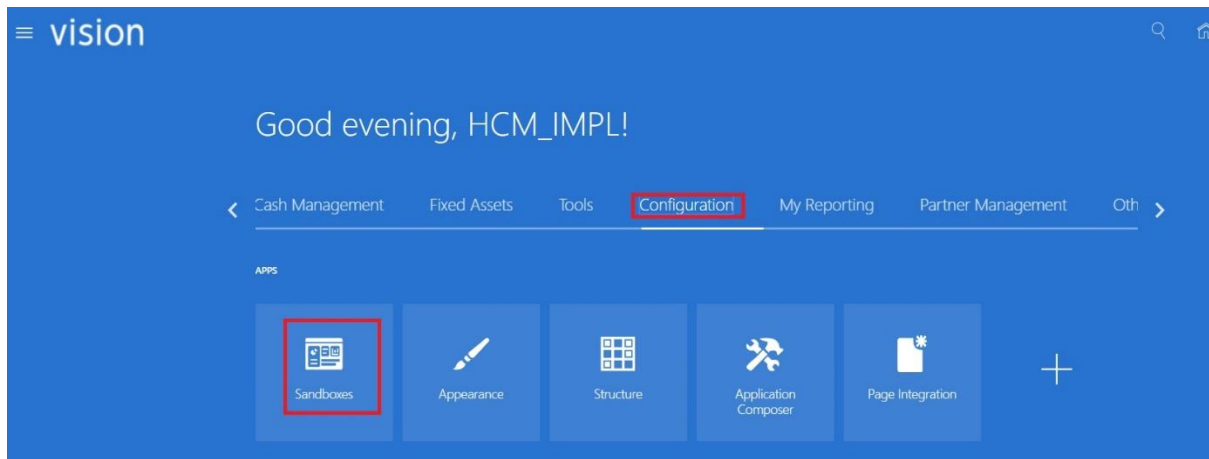 vision
Good evening, HCM_IMPL!
Cash Management Fixed Assets Tools Configuration My Reporting Partner Management Oth
APPS
Sandboxes Appearance Structure Application Composer Page Integration